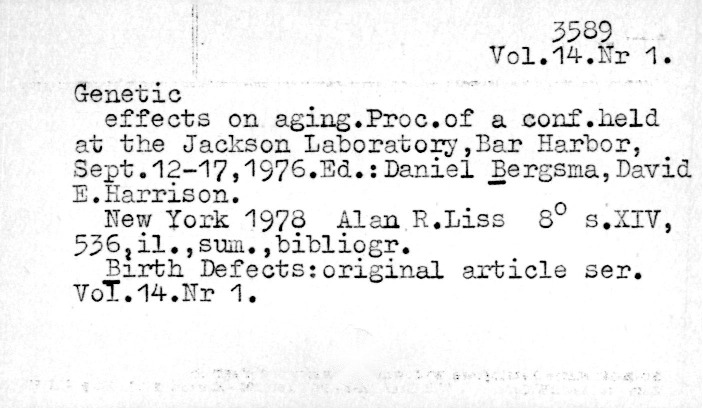 3589
Vol.14.Nr 1.
Genetic
effects on aging.Proc.of a conf.held
at the Jackson Laboratory,Bar Harbor,
Sept.12-17,1976.Ed.:Daniel Bergsma,David
E.Harrison.
New York 1978 Alan R.Liss 8° s.XIV,
536,il.,sum.,bibliogr.
Birth Defects:original article ser.
Vol.14.Nr 1.